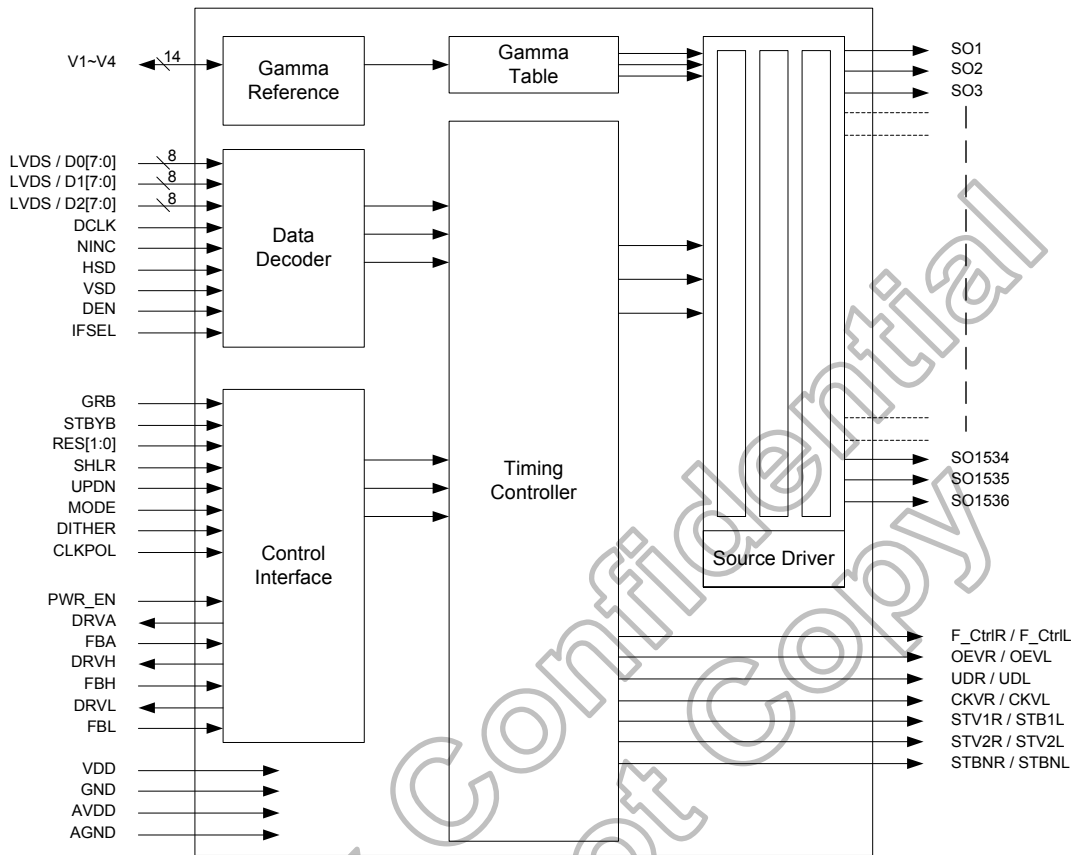 V1~V4
14
Gamma
Reference
Gamma
Table
SO1
SO2
SO3
LVDS / D0[7:0]
8
LVDS / D1[7:0]
8
LVDS / D2[7:0]
8
DCLK
NINC
HSD
VSD
DEN
IFSEL
Data
Decoder
GRB
STBYB
RES[1:0]
SHLR
UPDN
MODE
DITHER
CLKPOL
PWR_EN
DRVA
FBA
DRVH
FBH
DRVL
FBL
Control
Interface
Timing
Controller
SO1534
SO1535
SO1536
Source Driver
F_CtrlR / F_CtrlL
OEVR / OEVL
UDR / UDL
CKVR / CKVL
STV1R / STB1L
STV2R / STV2L
STBNR / STBNL
VDD
GND
AVDD
AGND
Confidential
Copy